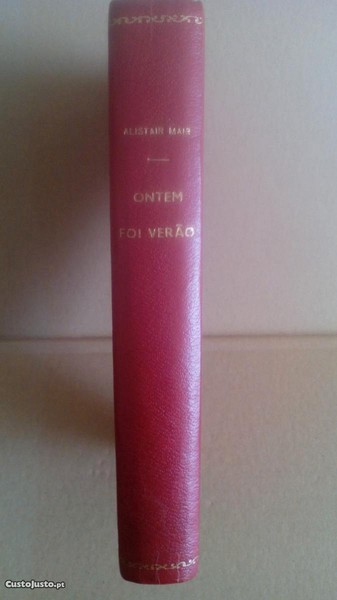 ALISTAIR MAIR
ONTEM
FOI VERÃO
CustoJusto.pt